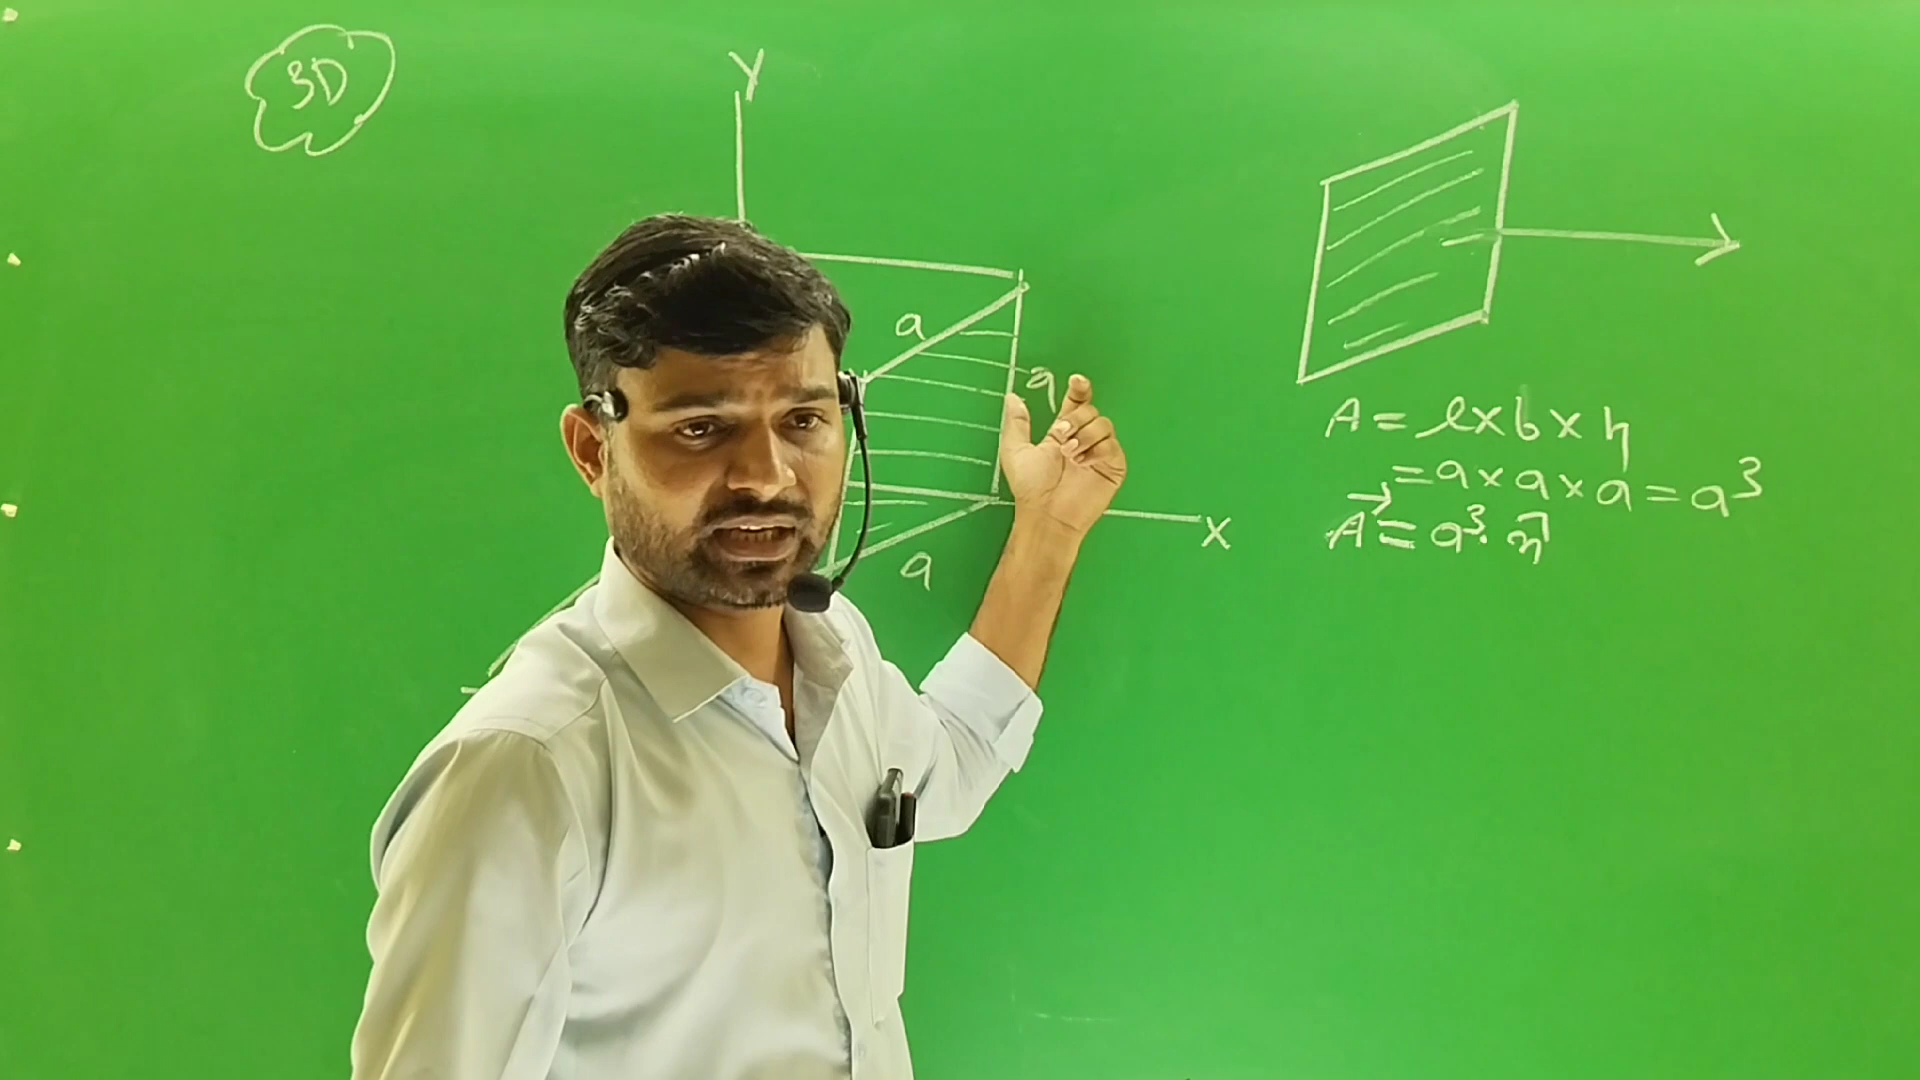 3D
Y
a
a
a
X
A = l×b×h
= a×a×a = a³
A⃗ = a³. n⃗